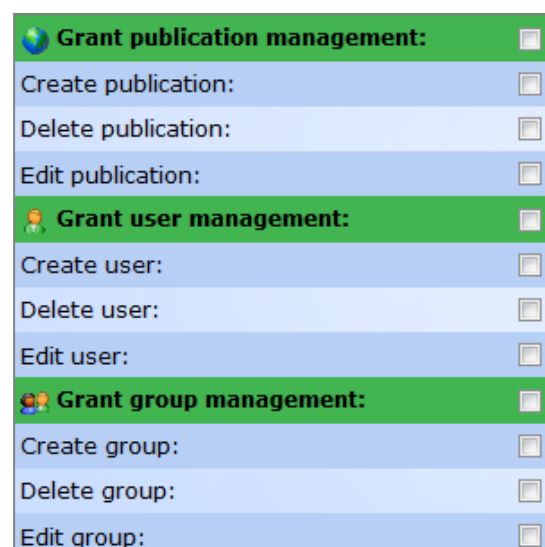 Grant publication management:
Create publication:
Delete publication:
Edit publication:
Grant user management:
Create user:
Delete user:
Edit user:
Grant group management:
Create group:
Delete group:
Edit group: